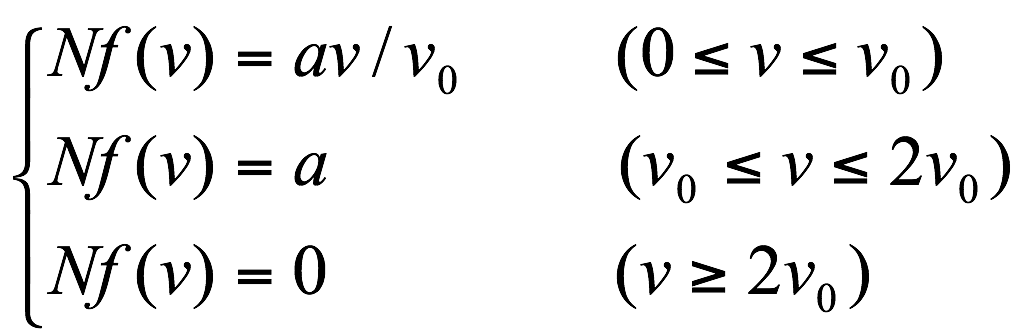 Nf(v) = av/v₀ (0 ≤ v ≤ v₀)
Nf(v) = a (v₀ ≤ v ≤ 2v₀)
Nf(v) = 0 (v ≥ 2v₀)